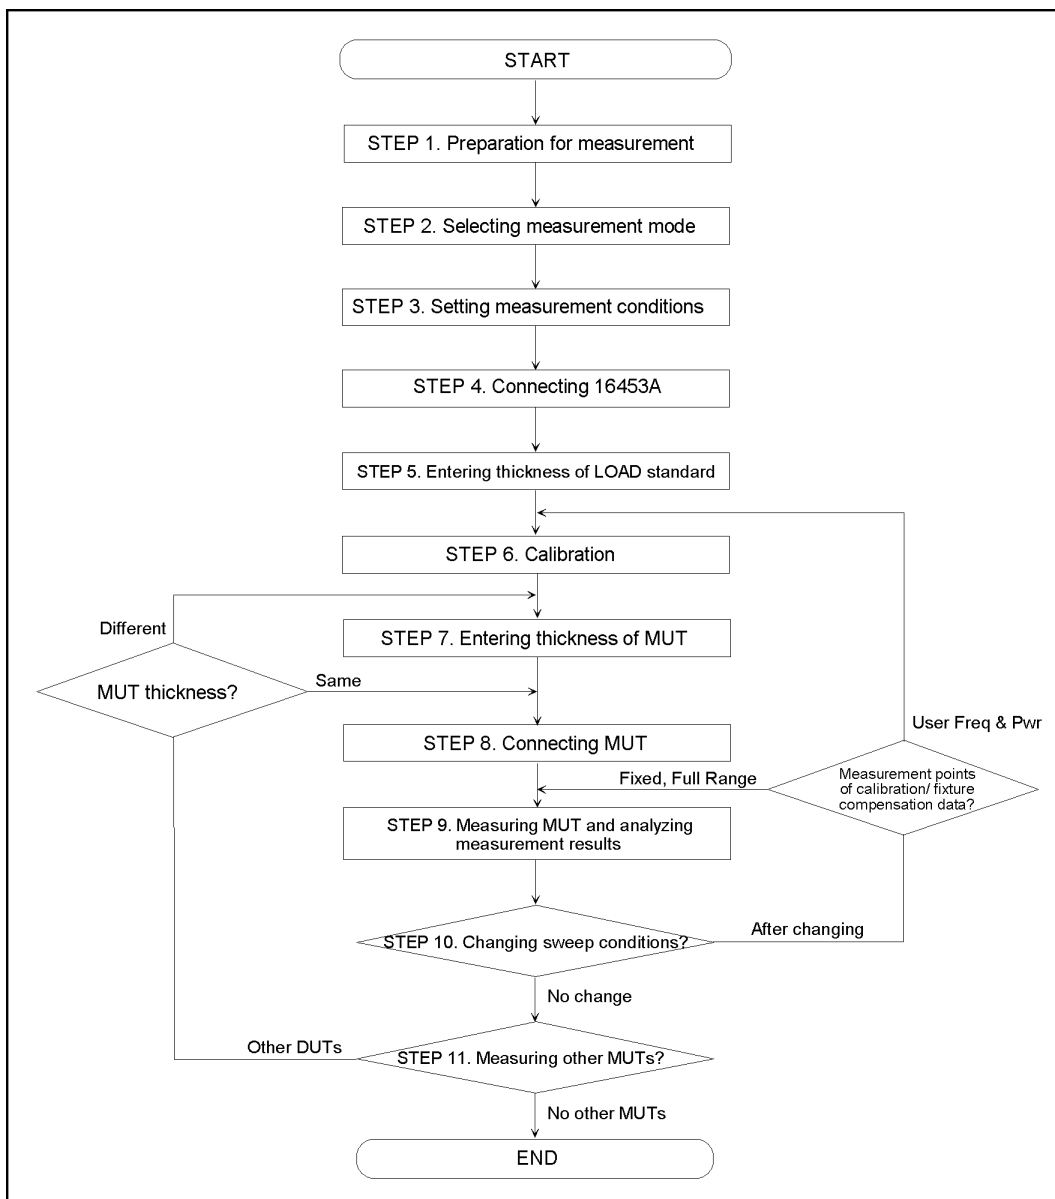 START
STEP 1. Preparation for measurement
STEP 2. Selecting measurement mode
STEP 3. Setting measurement conditions
STEP 4. Connecting 16453A
STEP 5. Entering thickness of LOAD standard
STEP 6. Calibration
Different
STEP 7. Entering thickness of MUT
MUT thickness?
Same
User Freq & Pwr
STEP 8. Connecting MUT
Fixed, Full Range
Measurement points
of calibration/ fixture
compensation data?
STEP 9. Measuring MUT and analyzing
measurement results
STEP 10. Changing sweep conditions?
After changing
No change
Other DUTs
STEP 11. Measuring other MUTs?
No other MUTs
END